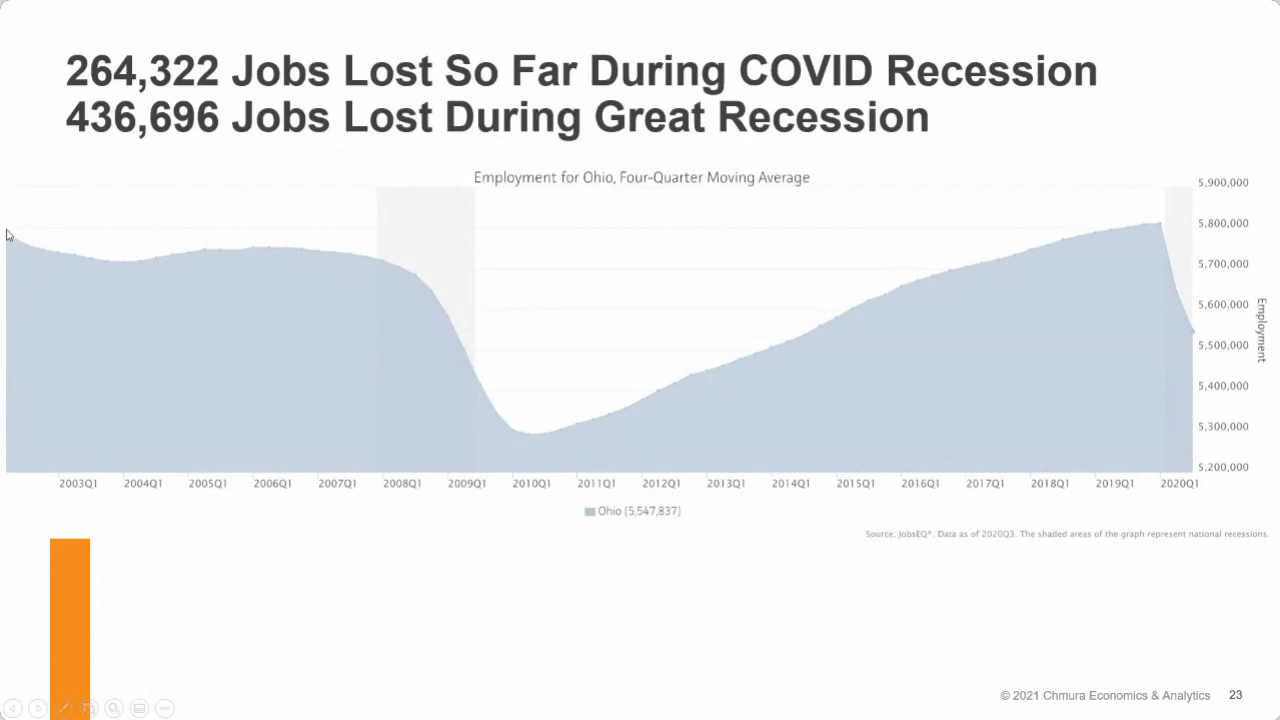 264,322 Jobs Lost So Far During COVID Recession
436,696 Jobs Lost During Great Recession
Employment for Ohio, Four-Quarter Moving Average
5,900,000
5,800,000
5,700,000
5,600,000
5,500,000
5,400,000
5,300,000
5,200,000
Employment
2003Q1 2004Q1 2005Q1 2006Q1 2007Q1 2008Q1 2009Q1 2010Q1 2011Q1 2012Q1 2013Q1 2014Q1 2015Q1 2016Q1 2017Q1 2018Q1 2019Q1 2020Q1
Ohio (5,547,837)
Source: JobsEQ®. Data as of 2020Q3. The shaded areas of the graph represent national recessions.
© 2021 Chmura Economics & Analytics 23